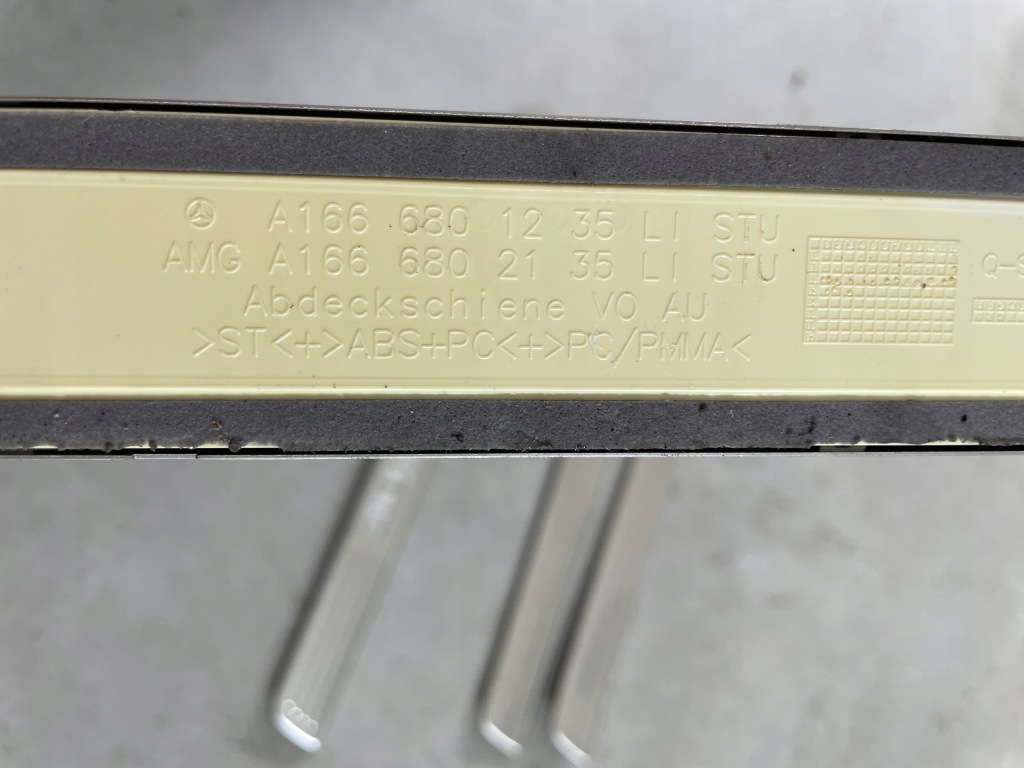 A166 680 12 35 LI STU
AMG A166 680 21 35 LI STU
Abdeckschiene VO AU
>ST<+>ABS+PC<+>PC/PMMA<
Q-S